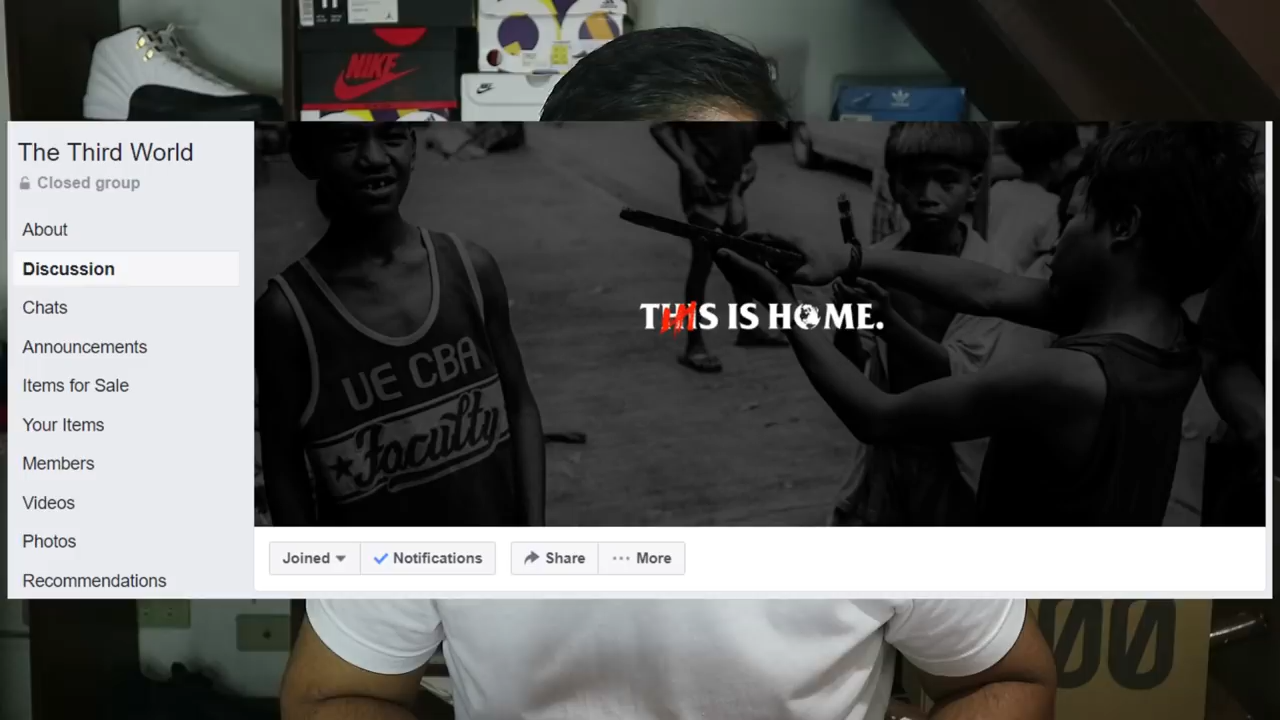 NIKE
The Third World
Closed group
About
Discussion
Chats
Announcements
Items for Sale
Your Items
Members
Videos
Photos
Recommendations
THIS IS HOME.
UE CBA
Faculty
Joined
Notifications
Share
More
00